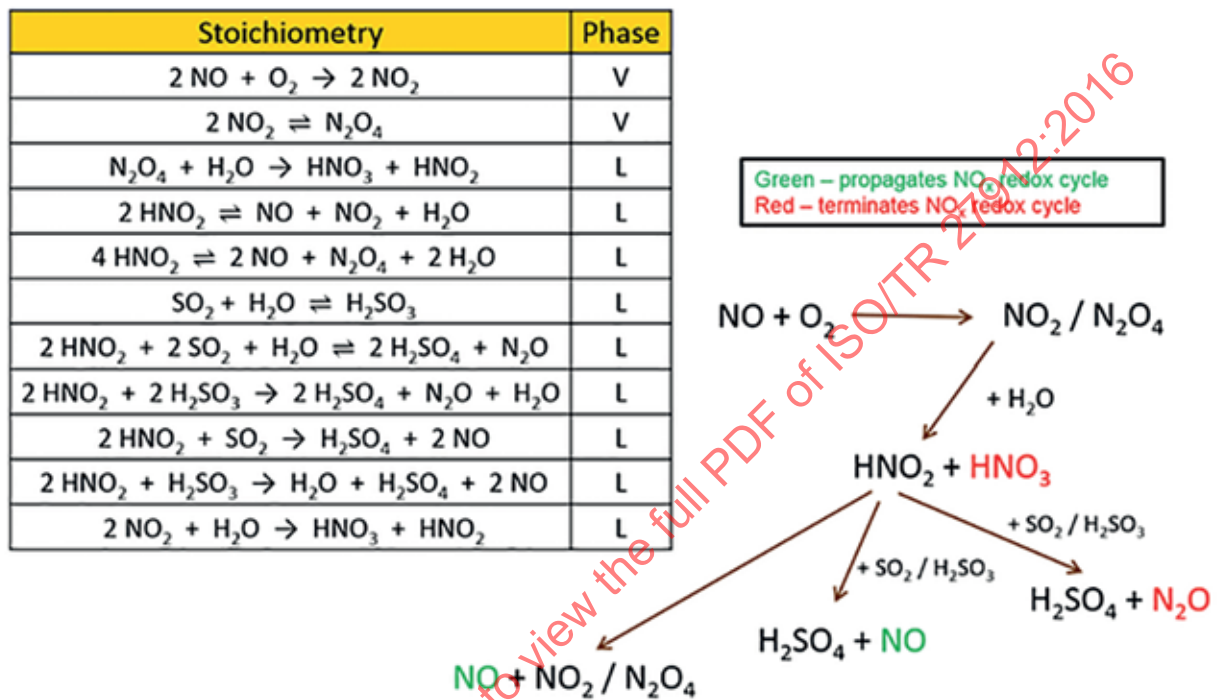 Stoichiometry Phase
2 NO + O₂ → 2 NO₂ V
2 NO₂ ⇌ N₂O₄ V
N₂O₄ + H₂O → HNO₃ + HNO₂ L
2 HNO₂ ⇌ NO + NO₂ + H₂O L
4 HNO₂ ⇌ 2 NO + N₂O₄ + 2 H₂O L
SO₂ + H₂O ⇌ H₂SO₃ L
2 HNO₂ + 2 SO₂ + H₂O ⇌ 2 H₂SO₄ + N₂O L
2 HNO₂ + 2 H₂SO₃ → 2 H₂SO₄ + N₂O + H₂O L
2 HNO₂ + SO₂ → H₂SO₄ + 2 NO L
2 HNO₂ + H₂SO₃ → H₂O + H₂SO₄ + 2 NO L
2 NO₂ + H₂O → HNO₃ + HNO₂ L
Green – propagates NOₓ redox cycle
Red – terminates NOₓ redox cycle
NO + O₂ NO₂ / N₂O₄
+ H₂O
HNO₂ + HNO₃
+ SO₂ / H₂SO₃
+ SO₂ / H₂SO₃
H₂SO₄ + N₂O
H₂SO₄ + NO
NO + NO₂ / N₂O₄
to view the full PDF of ISO/TR 27912:2016